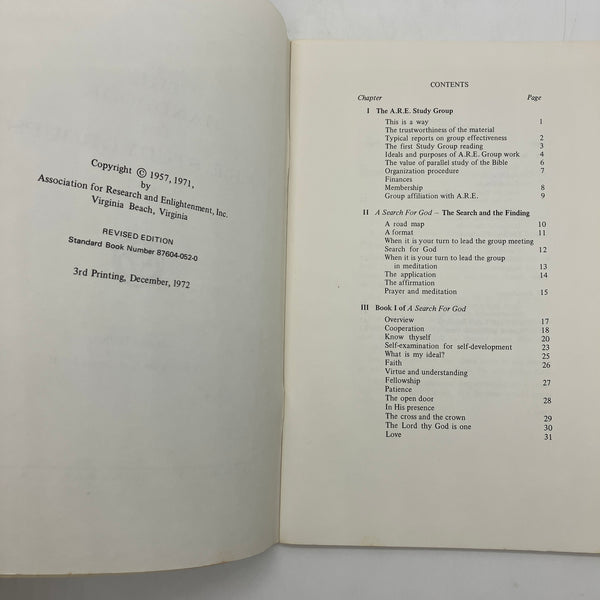 Copyright © 1957, 1971,
by
Association for Research and Enlightenment, Inc.
Virginia Beach, Virginia
REVISED EDITION
Standard Book Number 87604-052-0
3rd Printing, December, 1972
CONTENTS
Chapter Page
I The A.R.E. Study Group
This is a way 1
The trustworthiness of the material
Typical reports on group effectiveness 2
The first Study Group reading 3
Ideals and purposes of A.R.E. Group work 4
The value of parallel study of the Bible 6
Organization procedure 7
Finances
Membership 8
Group affiliation with A.R.E. 9
II A Search For God – The Search and the Finding
A road map 10
A format 11
When it is your turn to lead the group meeting
Search for God 12
When it is your turn to lead the group
in meditation 13
The application 14
The affirmation
Prayer and meditation 15
III Book I of A Search For God
Overview 17
Cooperation 18
Know thyself 20
Self-examination for self-development 23
What is my ideal? 25
Faith 26
Virtue and understanding
Fellowship 27
Patience
The open door 28
In His presence
The cross and the crown 29
The Lord thy God is one 30
Love 31